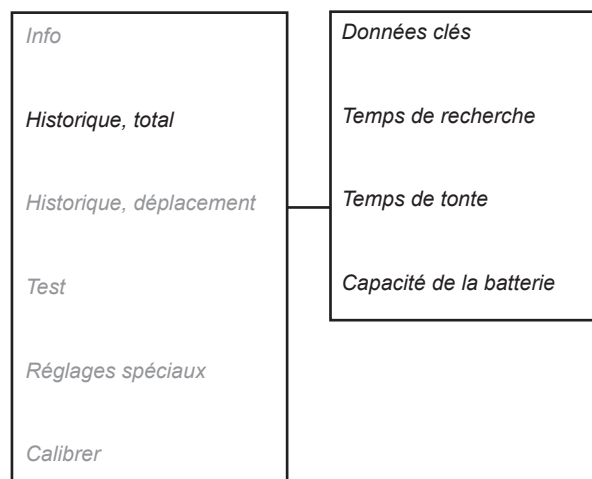 Info
Historique, total
Historique, déplacement
Test
Réglages spéciaux
Calibrer
Données clés
Temps de recherche
Temps de tonte
Capacité de la batterie